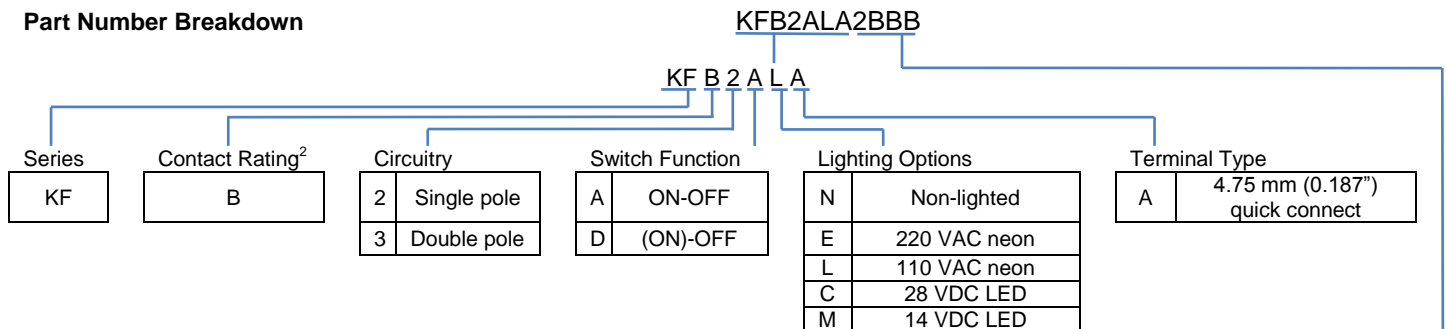 Part Number Breakdown
KFB2ALA2BBB
KF B 2 A L A
Series
KF
Contact Rating2
B
Circuitry
2 Single pole
3 Double pole
Switch Function
A ON-OFF
D (ON)-OFF
Lighting Options
N Non-lighted
E 220 VAC neon
L 110 VAC neon
C 28 VDC LED
M 14 VDC LED
Terminal Type
A 4.75 mm (0.187”)
quick connect